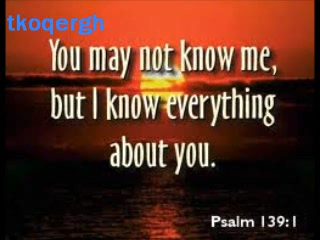 tkoqergh
You may not know me,
but I know everything
about you.
Psalm 139:1